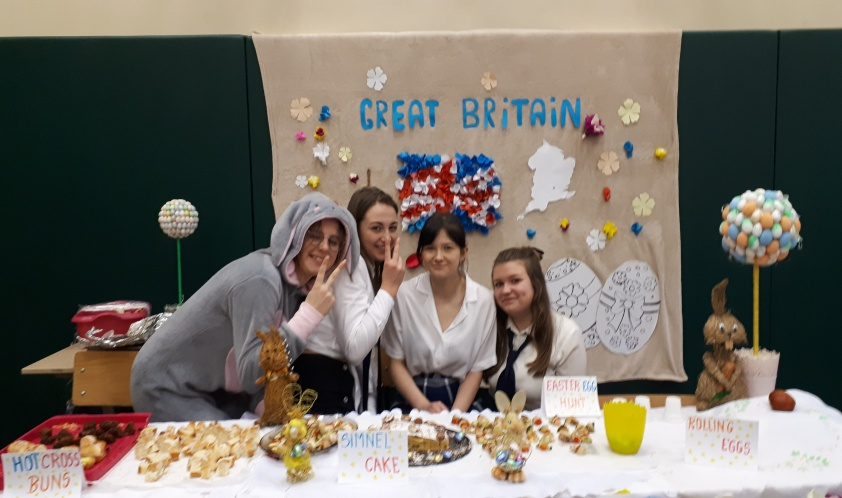 GREAT BRITAIN
EASTER EGG
HUNT
HOT CROSS
BUNS
SIMNEL
CAKE
ROLLING
EGGS